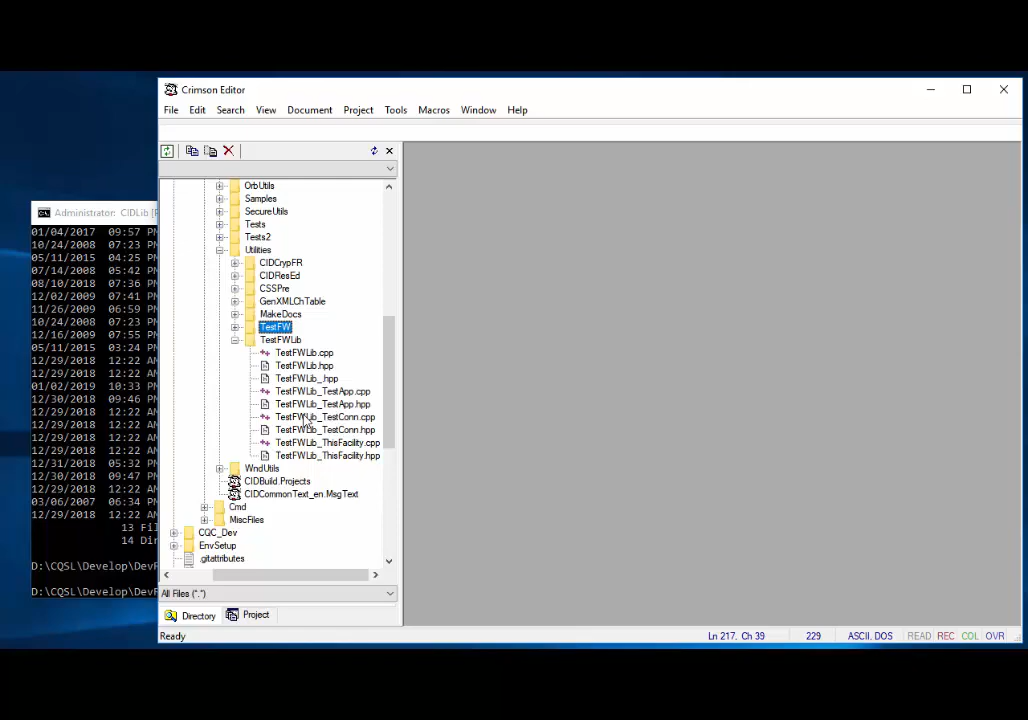 Crimson Editor
File Edit Search View Document Project Tools Macros Window Help
OrbUtils
Samples
SecureUtils
Tests
Tests2
Utilities
CIDCrypFR
CIDResEd
CSSPre
GenXMLChTable
MakeDocs
TestFW
TestFWLib
TestFWLib.cpp
TestFWLib.hpp
TestFWLib_.hpp
TestFWLib_TestApp.cpp
TestFWLib_TestApp.hpp
TestFWLib_TestConn.cpp
TestFWLib_TestConn.hpp
TestFWLib_ThisFacility.cpp
TestFWLib_ThisFacility.hpp
WndUtils
CIDBuild.Projects
CIDCommonText_en.MsgText
Cmd
MiscFiles
CQC_Dev
EnvSetup
.gitattributes
All Files (*.*)
Directory Project
Ready Ln 217, Ch 39 229 ASCII, DOS READ REC COL OVR
Administrator: CIDLib [
01/04/2017 09:57 PM
10/24/2008 07:23 PM
05/11/2015 04:25 PM
07/14/2008 05:42 PM
08/10/2018 07:36 PM
12/02/2009 07:41 PM
11/26/2009 06:59 PM
10/24/2008 07:23 PM
12/16/2009 07:55 PM
05/11/2015 03:24 PM
12/29/2018 12:22 AM
12/29/2018 12:22 AM
01/02/2019 10:33 PM
12/30/2018 09:46 PM
12/29/2018 12:22 AM
12/29/2018 12:22 AM
12/29/2018 12:22 AM
12/29/2018 12:22 AM
12/31/2018 05:32 PM
12/30/2018 09:47 PM
12/29/2018 12:22 AM
03/06/2007 06:34 PM
12/29/2018 12:22 AM
13 Fil
14 Dir
D:\CQSL\Develop\Dev
D:\CQSL\Develop\Dev